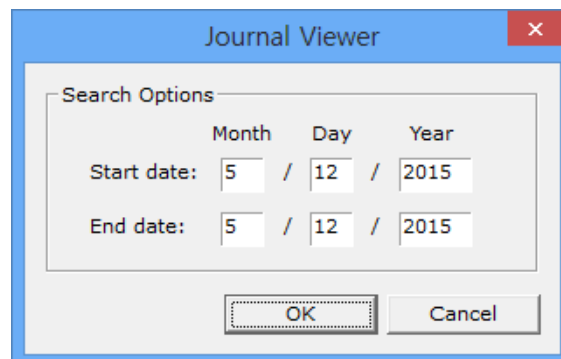 Journal Viewer
Search Options
Month Day Year
Start date: 5 / 12 / 2015
End date: 5 / 12 / 2015
OK Cancel